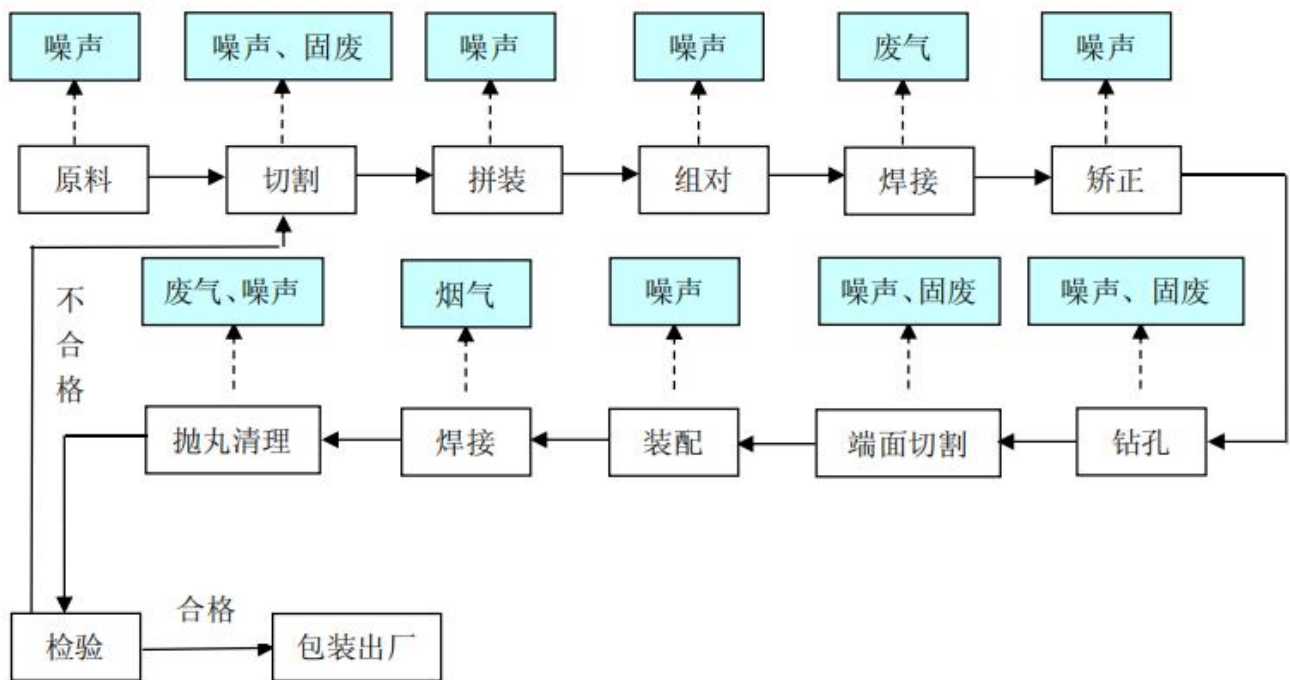 噪声
噪声、固废
噪声
噪声
废气
噪声
原料
切割
拼装
组对
焊接
矫正
不合格
废气、噪声
烟气
噪声
噪声、固废
噪声、固废
抛丸清理
焊接
装配
端面切割
钻孔
检验
合格
包装出厂